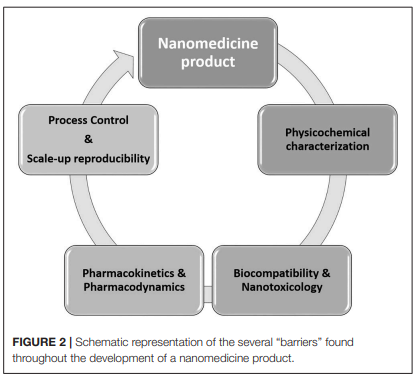 Nanomedicine
product
Physicochemical
characterization
Biocompatibility &
Nanotoxicology
Pharmacokinetics &
Pharmacodynamics
Process Control
&
Scale-up reproducibility
FIGURE 2 | Schematic representation of the several “barriers” found
throughout the development of a nanomedicine product.